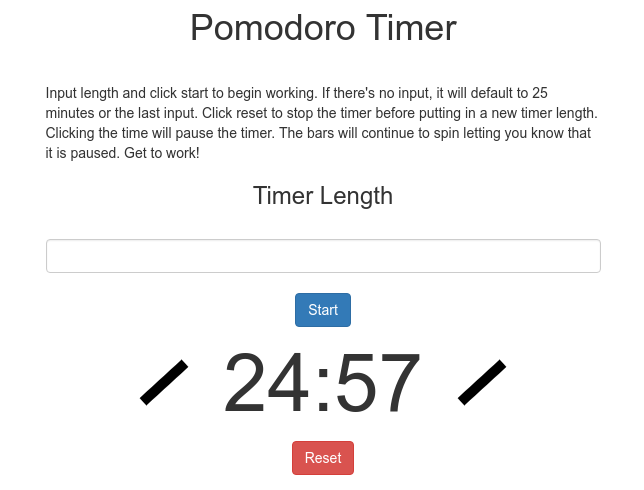 Pomodoro Timer
Input length and click start to begin working. If there's no input, it will default to 25
minutes or the last input. Click reset to stop the timer before putting in a new timer length.
Clicking the time will pause the timer. The bars will continue to spin letting you know that
it is paused. Get to work!
Timer Length
Start
24:57
Reset